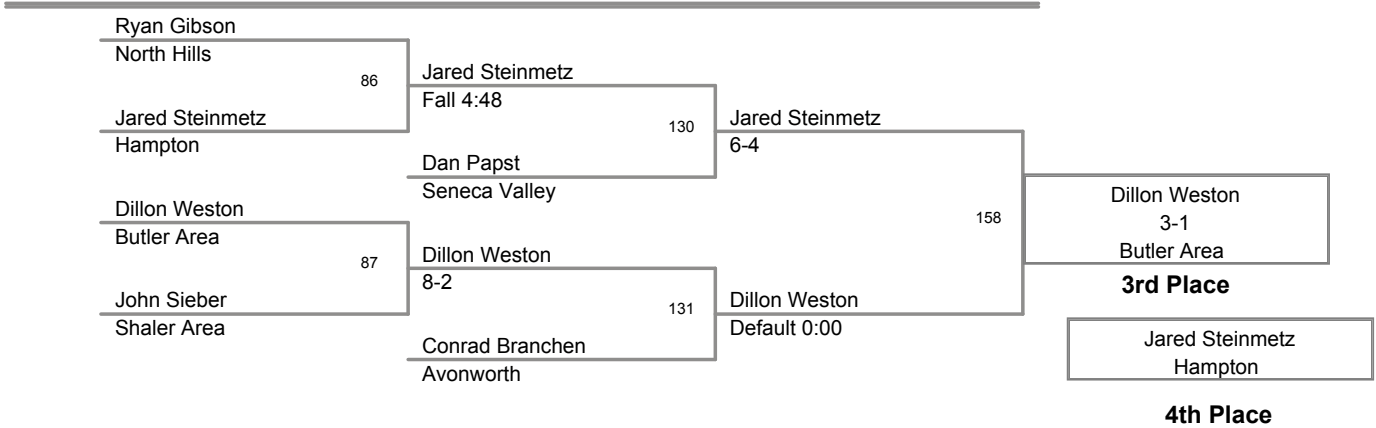 Ryan Gibson
North Hills
86
Jared Steinmetz
Hampton
Jared Steinmetz
Fall 4:48
130
Dan Papst
Seneca Valley
Dillon Weston
Butler Area
87
John Sieber
Shaler Area
Dillon Weston
8-2
131
Conrad Branchen
Avonworth
Jared Steinmetz
6-4
158
Dillon Weston
Default 0:00
Dillon Weston
3-1
Butler Area
3rd Place
Jared Steinmetz
Hampton
4th Place